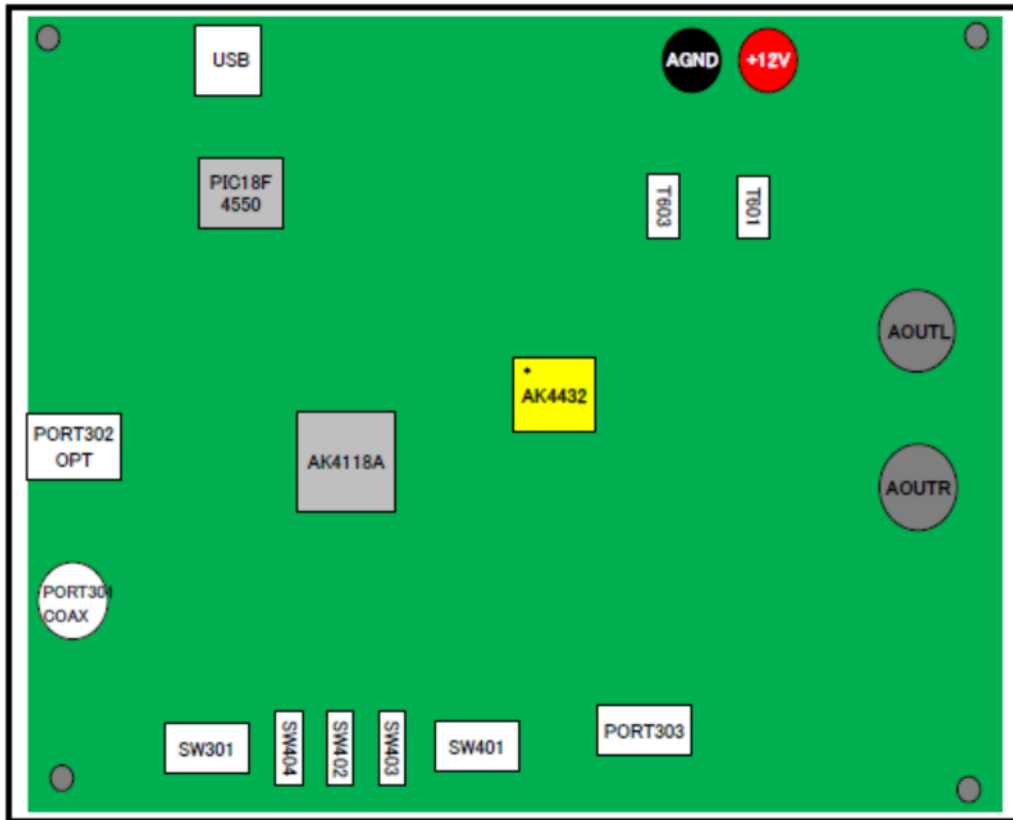 USB
AGND
+12V
PIC18F
4550
T603
T601
AOUTL
AK4432
PORT302
OPT
AK4118A
AOUTR
PORT301
COAX
SW301
SW404
SW402
SW403
SW401
PORT303